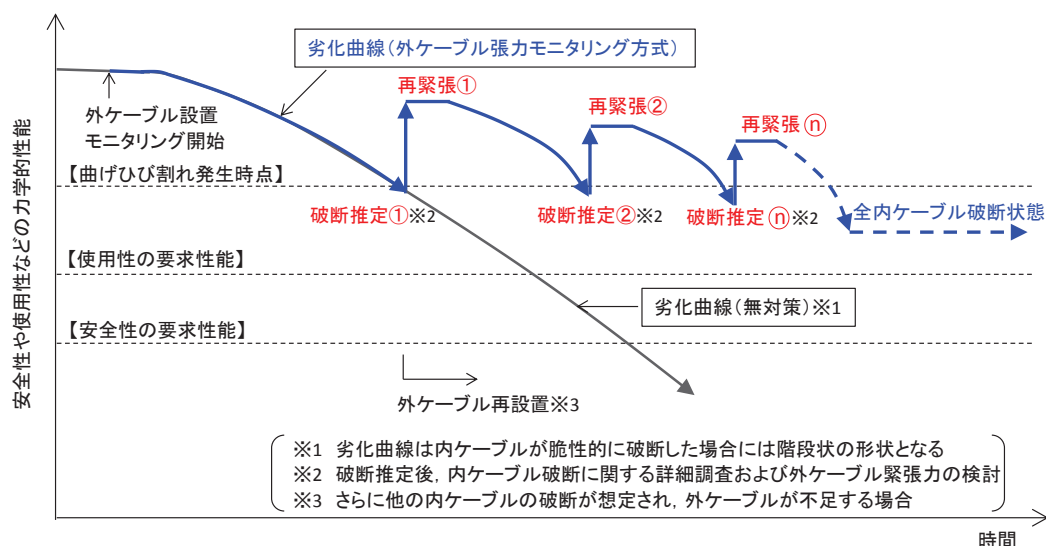 安全性や使用性などの力学的性能
劣化曲線（外ケーブル張力モニタリング方式）
外ケーブル設置
モニタリング開始
再緊張①
再緊張②
再緊張ⓝ
【曲げひび割れ発生時点】
破断推定①※2
破断推定②※2
破断推定ⓝ※2
全内ケーブル破断状態
【使用性の要求性能】
劣化曲線（無対策）※1
【安全性の要求性能】
外ケーブル再設置※3
※1 劣化曲線は内ケーブルが脆性的に破断した場合には階段状の形状となる
※2 破断推定後，内ケーブル破断に関する詳細調査および外ケーブル緊張力の検討
※3 さらに他の内ケーブルの破断が想定され，外ケーブルが不足する場合
時間